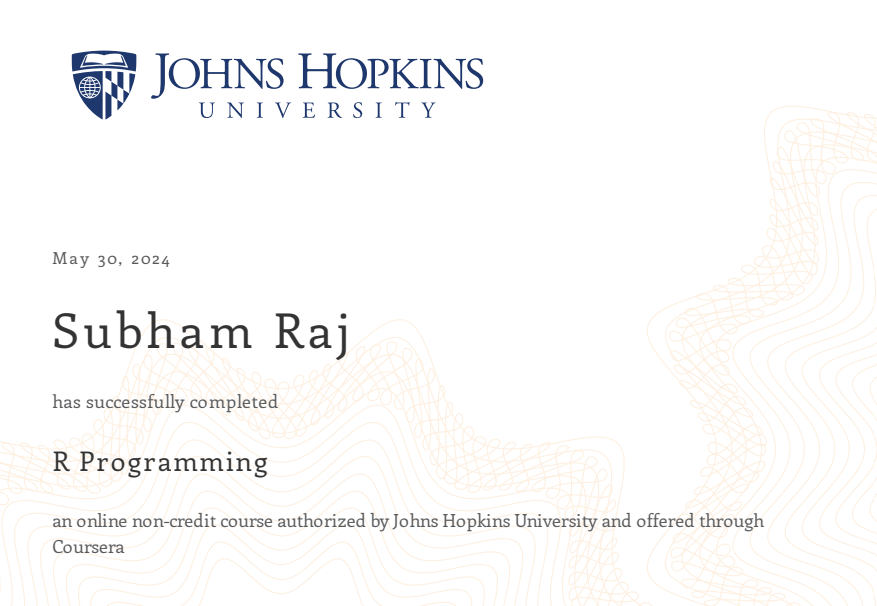 JOHNS HOPKINS
UNIVERSITY
May 30, 2024
Subham Raj
has successfully completed
R Programming
an online non-credit course authorized by Johns Hopkins University and offered through
Coursera